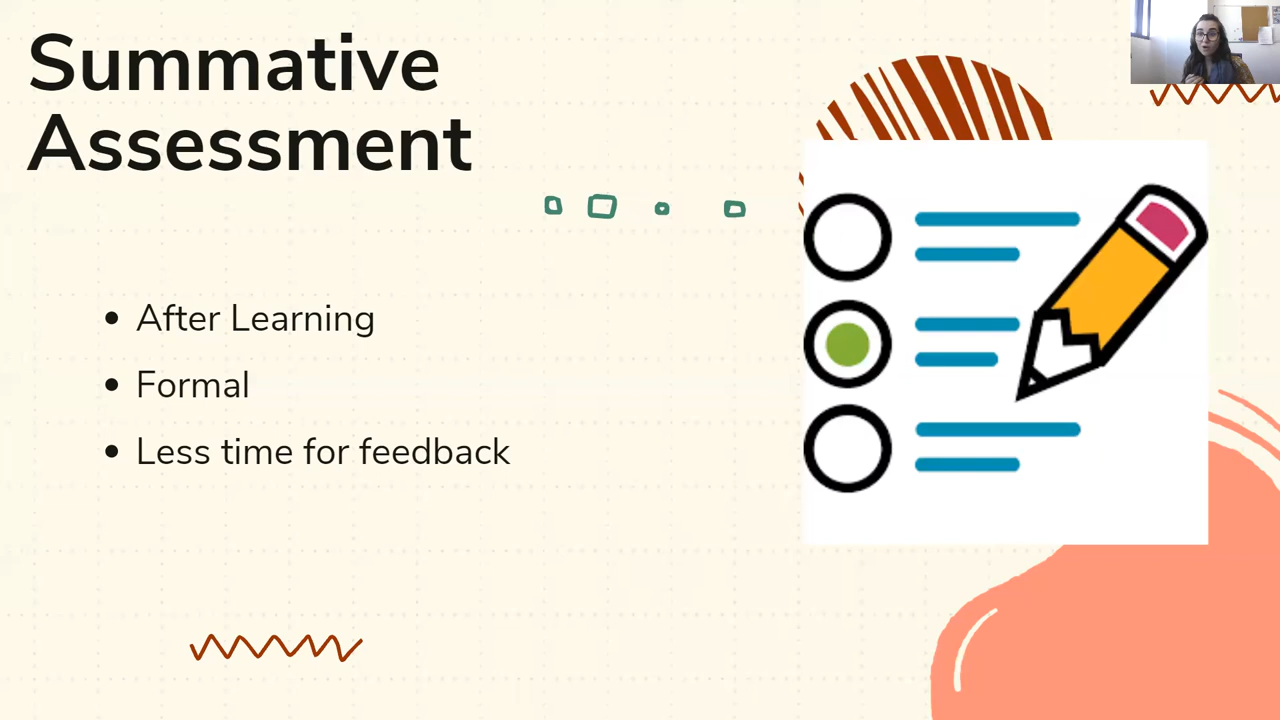 Summative
Assessment
After Learning
Formal
Less time for feedback